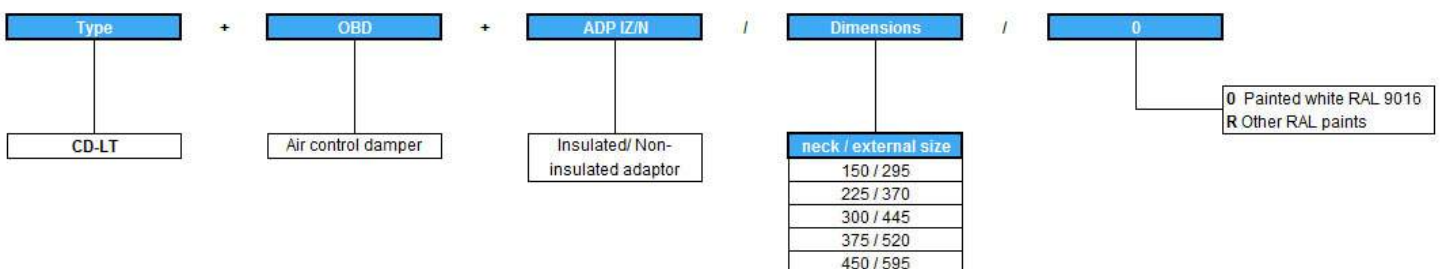 Type + OBD + ADP IZ/N / Dimensions / 0
0 Painted white RAL 9016
R Other RAL paints
CD-LT
Air control damper
Insulated/ Non-
insulated adaptor
neck / external size
150 / 295
225 / 370
300 / 445
375 / 520
450 / 595